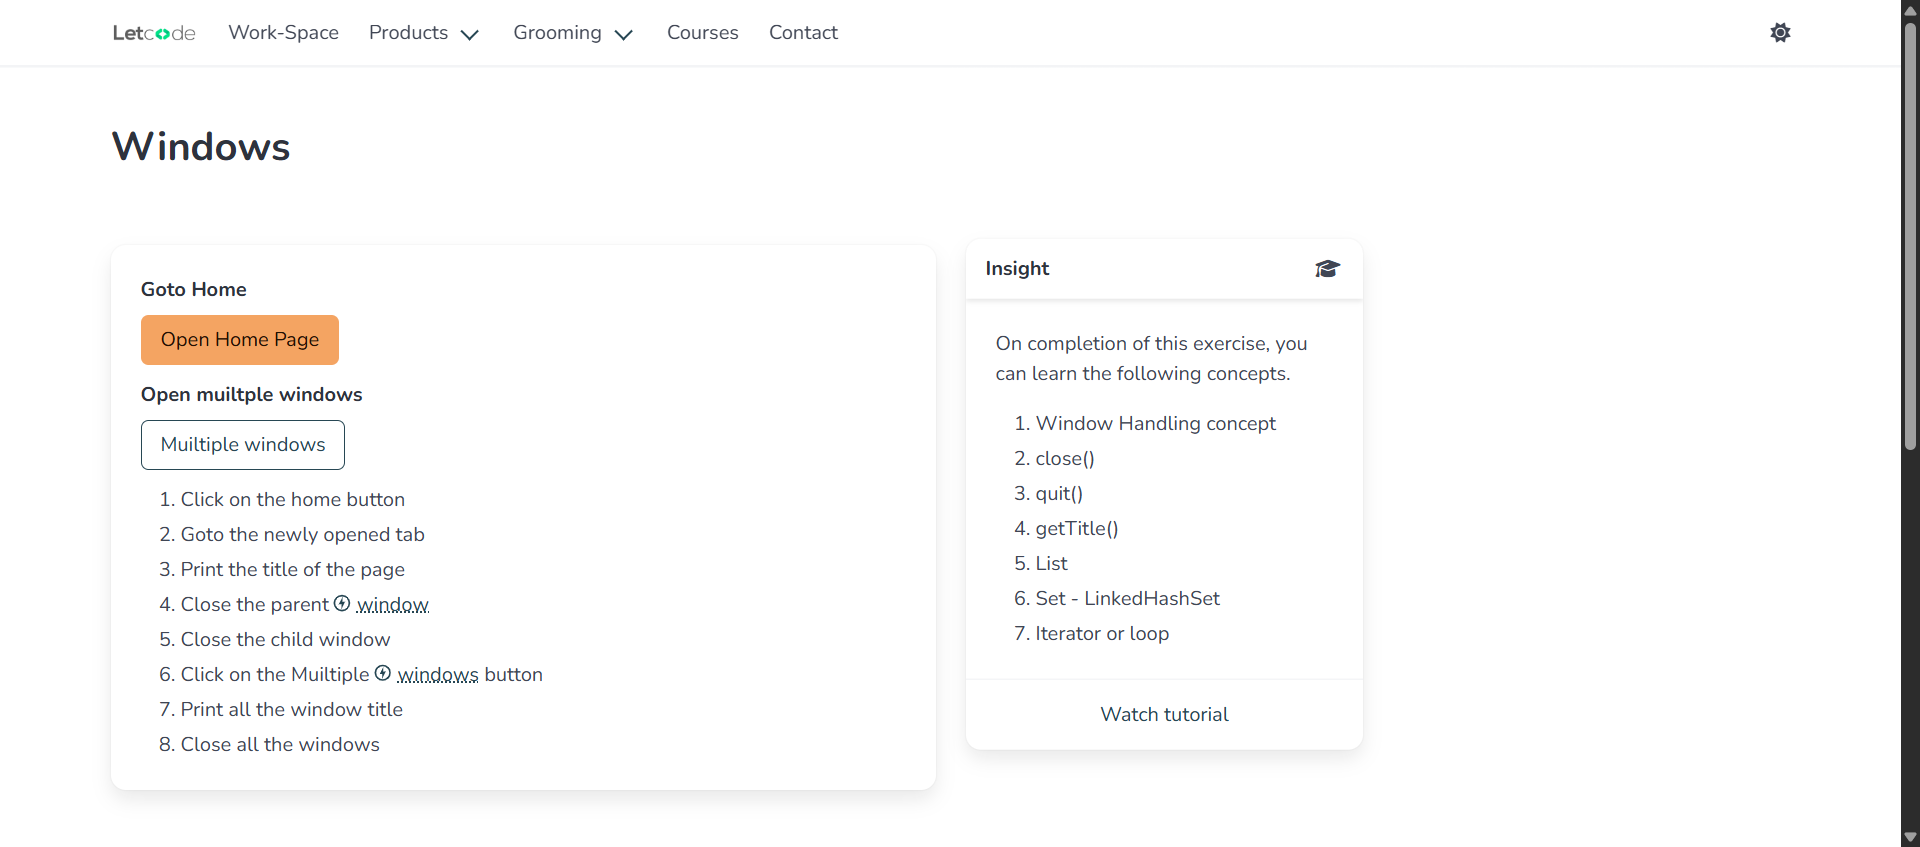 Letcode Work-Space Products Grooming Courses Contact
Windows
Goto Home
Open Home Page
Open muiltple windows
Muiltiple windows
1. Click on the home button
2. Goto the newly opened tab
3. Print the title of the page
4. Close the parent window
5. Close the child window
6. Click on the Muiltiple windows button
7. Print all the window title
8. Close all the windows
Insight
On completion of this exercise, you
can learn the following concepts.
1. Window Handling concept
2. close()
3. quit()
4. getTitle()
5. List
6. Set - LinkedHashSet
7. Iterator or loop
Watch tutorial